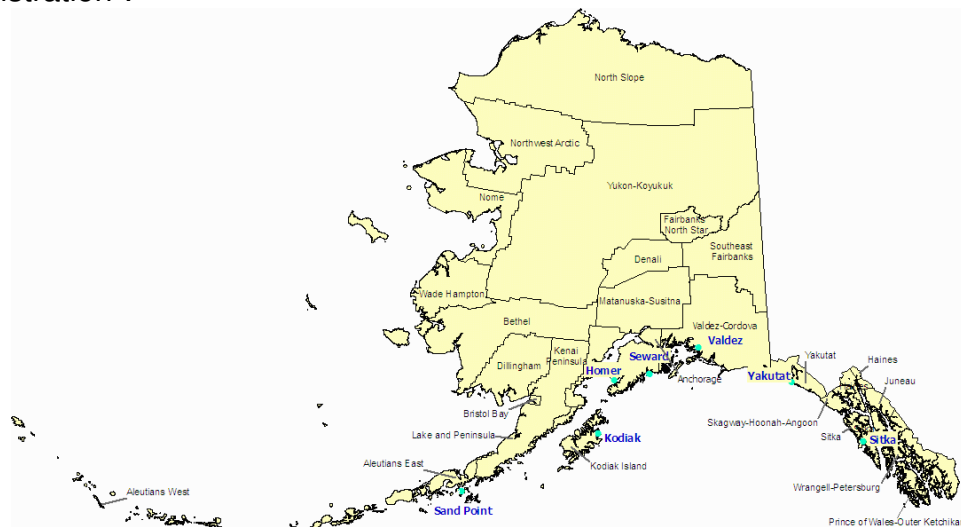 North Slope
Northwest Arctic
Yukon-Koyukuk
Nome
Fairbanks
North Star
Southeast
Fairbanks
Denali
Wade Hampton
Matanuska-Susitna
Bethel
Valdez-Cordova
Valdez
Kenai
Peninsula
Dillingham
Seward
Homer
Anchorage
Yakutat
Yakutat
Haines
Juneau
Bristol Bay
Skagway-Hoonah-Angoon
Lake and Peninsula
Kodiak
Sitka
Sitka
Kodiak Island
Aleutians East
Wrangell-Petersburg
Aleutians West
Sand Point
Prince of Wales-Outer Ketchika